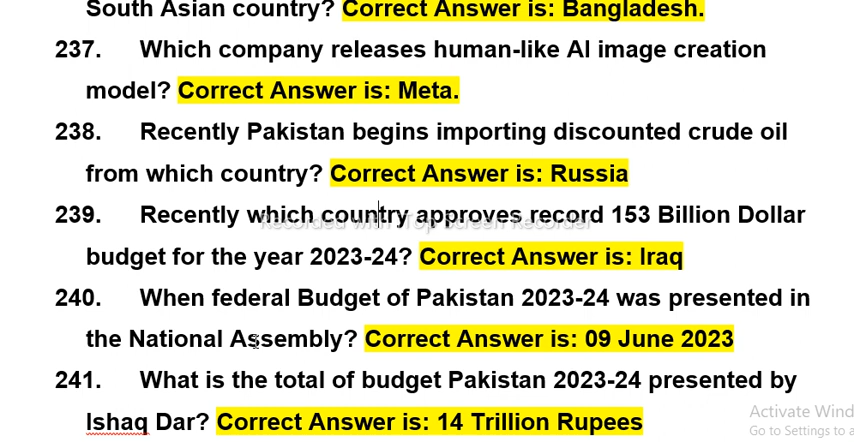 South Asian country? Correct Answer is: Bangladesh.
237. Which company releases human-like AI image creation
model? Correct Answer is: Meta.
238. Recently Pakistan begins importing discounted crude oil
from which country? Correct Answer is: Russia
239. Recently which country approves record 153 Billion Dollar
Recorded with iTop Screen Recorder
budget for the year 2023-24? Correct Answer is: Iraq
240. When federal Budget of Pakistan 2023-24 was presented in
the National Assembly? Correct Answer is: 09 June 2023
241. What is the total of budget Pakistan 2023-24 presented by
Ishaq Dar? Correct Answer is: 14 Trillion Rupees
Activate Wind
Go to Settings to a